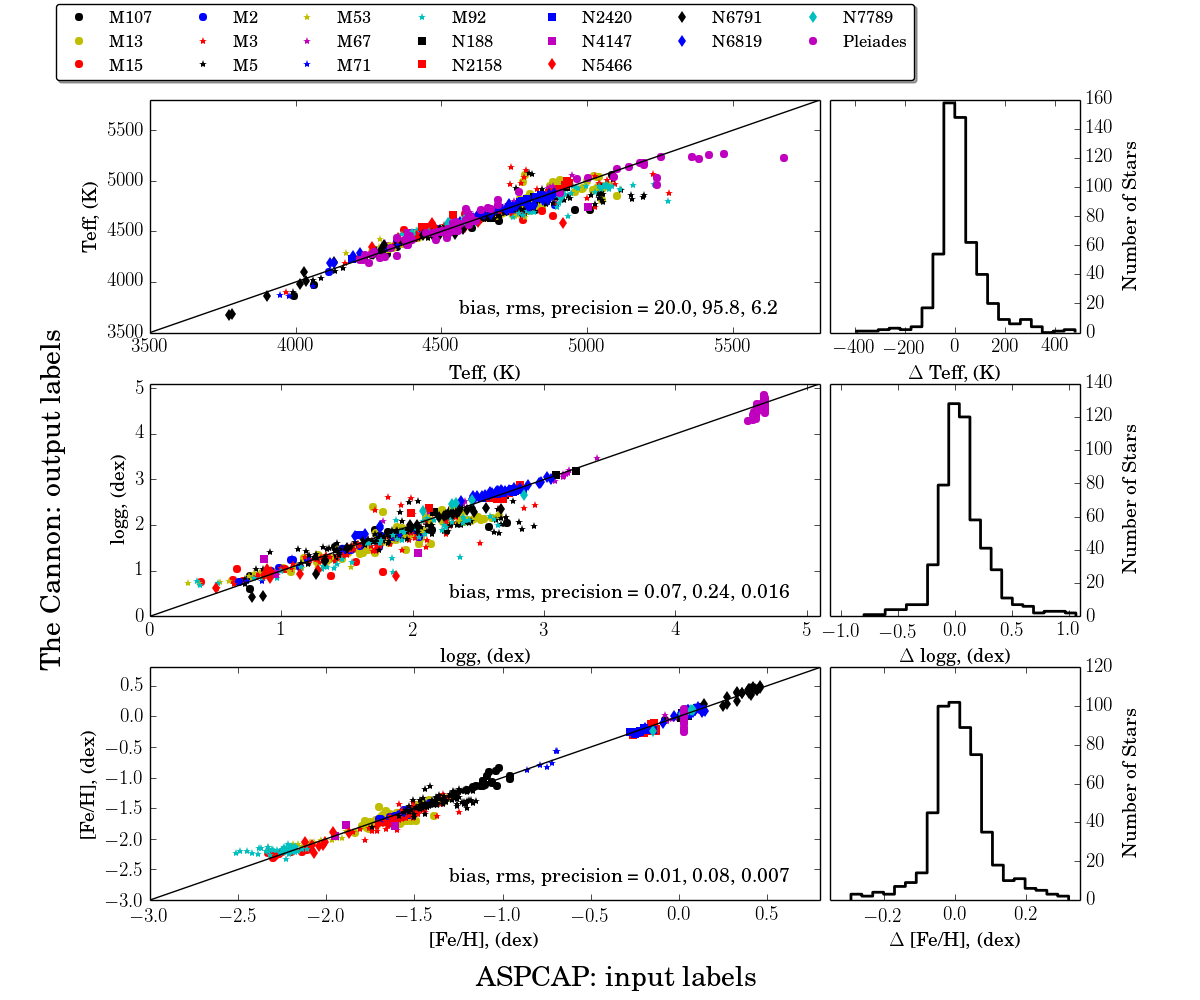 M107 M2 M53 M92 N2420 N6791 N7789
M13 M3 M67 N188 N4147 N6819 Pleiades
M15 M5 M71 N2158 N5466
The Cannon: output labels
Teff, (K)
5500
5000
4500
4000
3500
bias, rms, precision = 20.0, 95.8, 6.2
3500 4000 4500 5000 5500
Teff, (K)
160
140
120
100
80
60
40
20
0
Number of Stars
−400 −200 0 200 400
Δ Teff, (K)
logg, (dex)
5
4
3
2
1
0
bias, rms, precision = 0.07, 0.24, 0.016
0 1 2 3 4 5
logg, (dex)
140
120
100
80
60
40
20
0
Number of Stars
−1.0 −0.5 0.0 0.5 1.0
Δ logg, (dex)
[Fe/H], (dex)
0.5
0.0
−0.5
−1.0
−1.5
−2.0
−2.5
−3.0
bias, rms, precision = 0.01, 0.08, 0.007
−3.0 −2.5 −2.0 −1.5 −1.0 −0.5 0.0 0.5
[Fe/H], (dex)
120
100
80
60
40
20
0
Number of Stars
−0.2 0.0 0.2
Δ [Fe/H], (dex)
ASPCAP: input labels